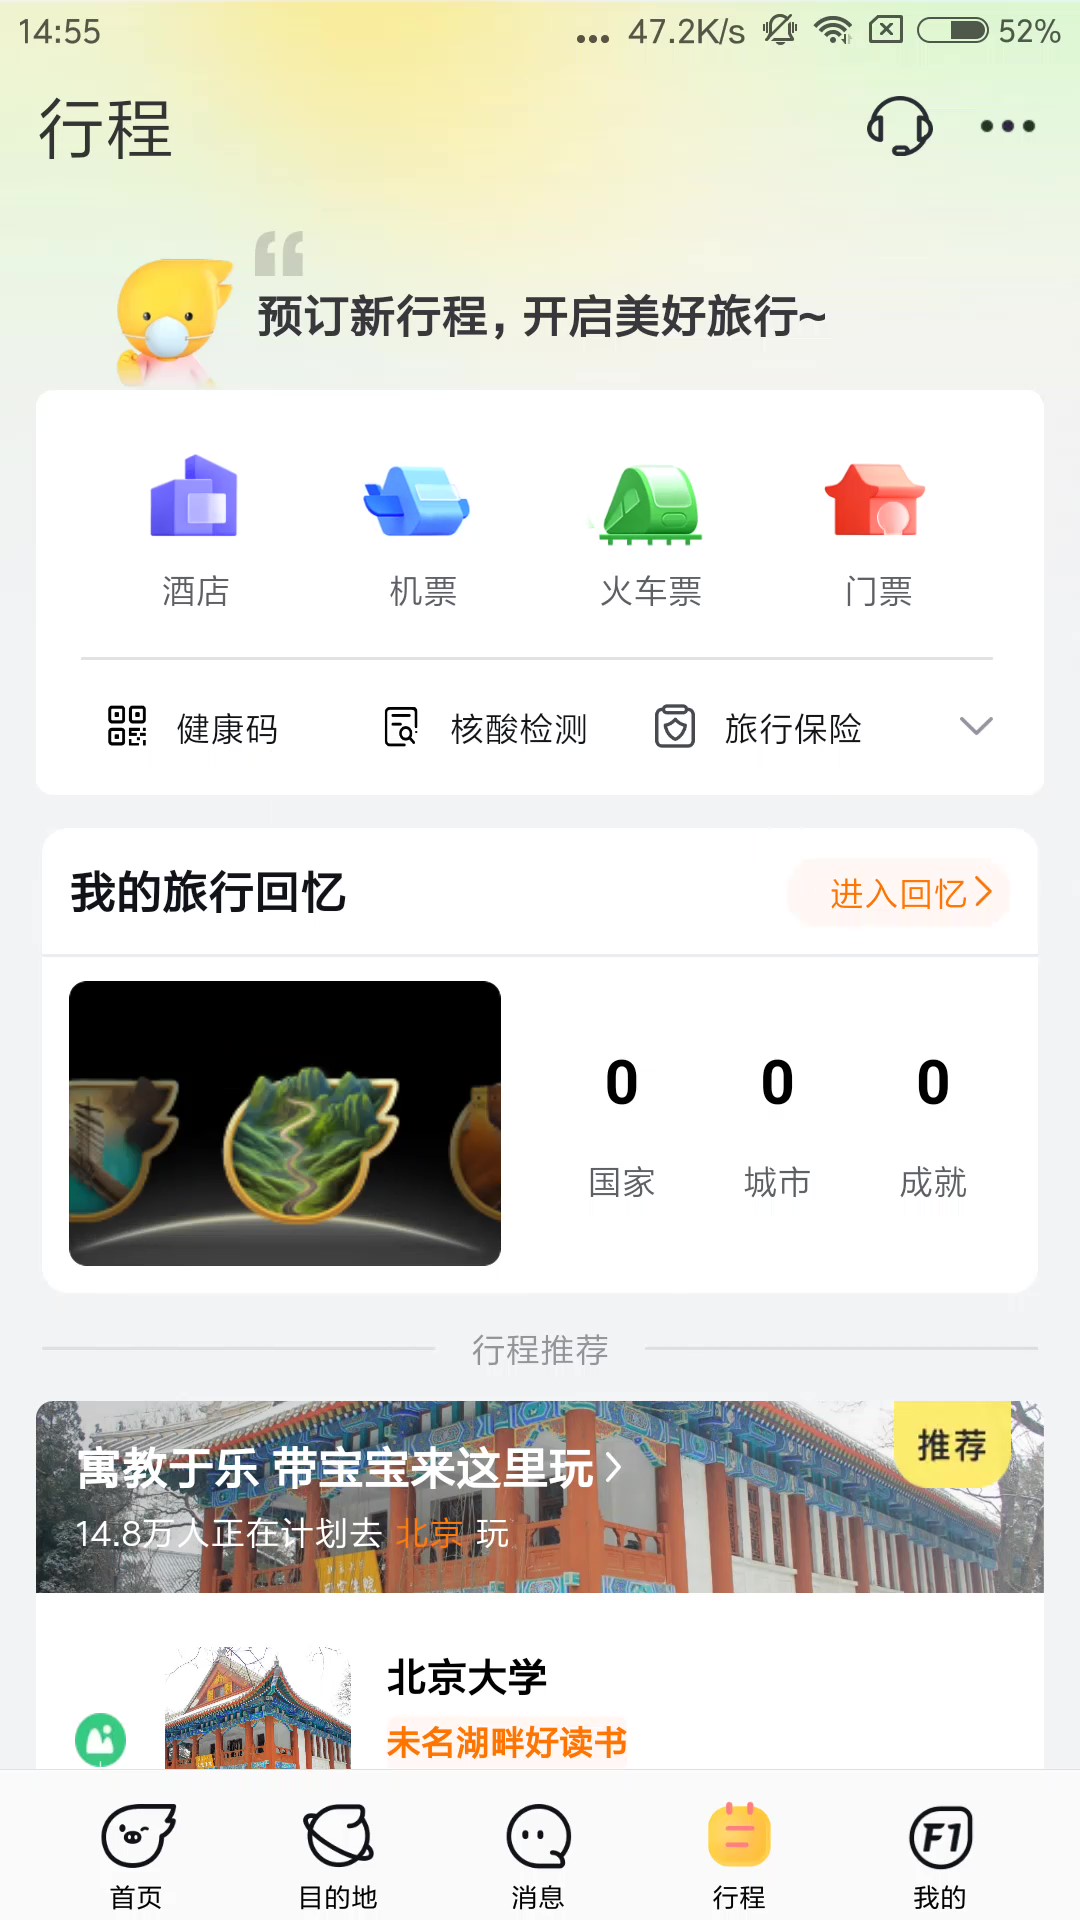 14:55
... 47.2K/s 52%
行程
预订新行程，开启美好旅行~
酒店 机票 火车票 门票
健康码 核酸检测 旅行保险
我的旅行回忆 进入回忆
0 0 0
国家 城市 成就
行程推荐
推荐
寓教于乐 带宝宝来这里玩
14.8万人正在计划去 北京 玩
北京大学
未名湖畔好读书
首页 目的地 消息 行程 我的
F1